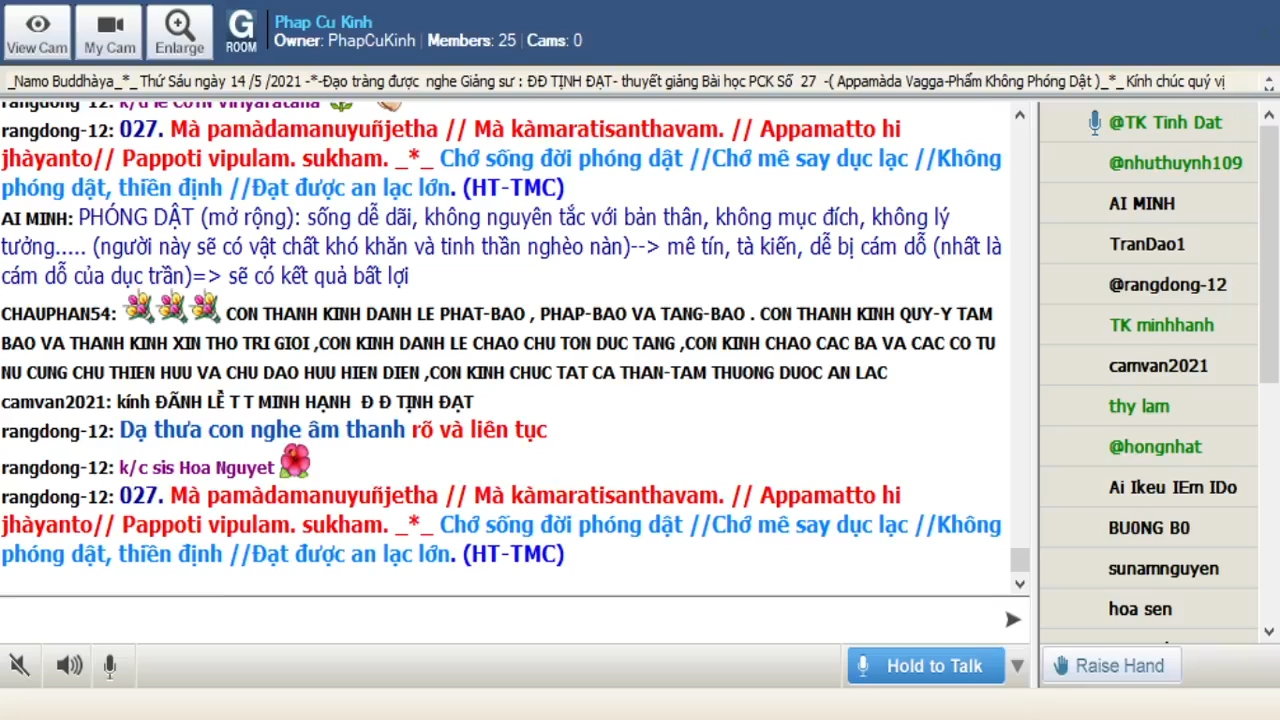 View Cam
My Cam
Enlarge
G
ROOM
Phap Cu Kinh
Owner: PhapCuKinh | Members: 25 | Cams: 0
_Namo Buddhàya_*_ Thứ Sáu ngày 14 /5 /2021 -*-Đạo tràng được nghe Giảng sư : ĐĐ TỊNH ĐẠT- thuyết giảng Bài học PCK Số 27 -( Appamàda Vagga-Phẩm Không Phóng Dật )_*_ Kính chúc quý vị
rangdong-12: k/đ lễ CôTN Viriyaratana
rangdong-12: 027. Mà pamàdamanuyuñjetha // Mà kàmaratisanthavam. // Appamatto hi
jhàyanto// Pappoti vipulam. sukham. _*_ Chớ sống đời phóng dật //Chớ mê say dục lạc //Không
phóng dật, thiền định //Đạt được an lạc lớn. (HT-TMC)
AI MINH: PHÓNG DẬT (mở rộng): sống dễ dãi, không nguyên tắc với bản thân, không mục đích, không lý
tưởng..... (người này sẽ có vật chất khó khăn và tinh thần nghèo nàn)--> mê tín, tà kiến, dễ bị cám dỗ (nhất là
cám dỗ của dục trần)=> sẽ có kết quả bất lợi
CHAUPHAN54: CON THANH KINH DANH LE PHAT-BAO , PHAP-BAO VA TANG-BAO . CON THANH KINH QUY-Y TAM
BAO VA THANH KINH XIN THO TRI GIOI ,CON KINH DANH LE CHAO CHU TON DUC TANG ,CON KINH CHAO CAC BA VA CAC CO TU
NU CUNG CHU THIEN HUU VA CHU DAO HUU HIEN DIEN ,CON KINH CHUC TAT CA THAN-TAM THUONG DUOC AN LAC
camvan2021: kính ĐÃNH LỄ T T MINH HẠNH Đ Đ TỊNH ĐẠT
rangdong-12: Dạ thưa con nghe âm thanh rõ và liên tục
rangdong-12: k/c sis Hoa Nguyet
rangdong-12: 027. Mà pamàdamanuyuñjetha // Mà kàmaratisanthavam. // Appamatto hi
jhàyanto// Pappoti vipulam. sukham. _*_ Chớ sống đời phóng dật //Chớ mê say dục lạc //Không
phóng dật, thiền định //Đạt được an lạc lớn. (HT-TMC)
@TK Tinh Dat
@nhuthuynh109
AI MINH
TranDao1
@rangdong-12
TK minhhanh
camvan2021
thy lam
@hongnhat
Ai Ikeu IEm IDo
BU0NG B0
sunamnguyen
hoa sen
Hold to Talk
Raise Hand